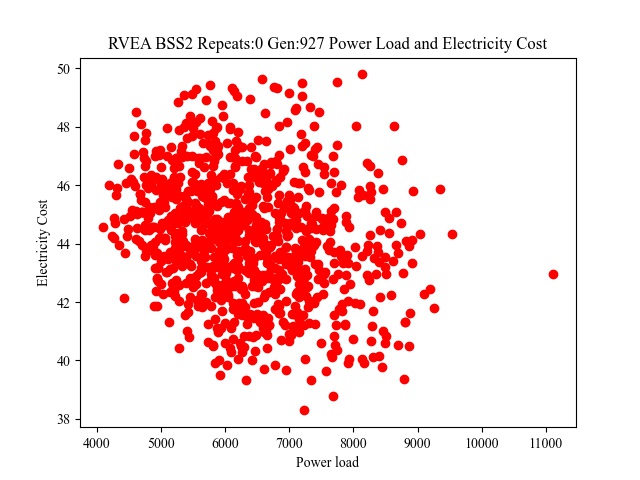 RVEA BSS2 Repeats:0 Gen:927 Power Load and Electricity Cost
50
48
46
44
42
40
38
Electricity Cost
4000 5000 6000 7000 8000 9000 10000 11000
Power load